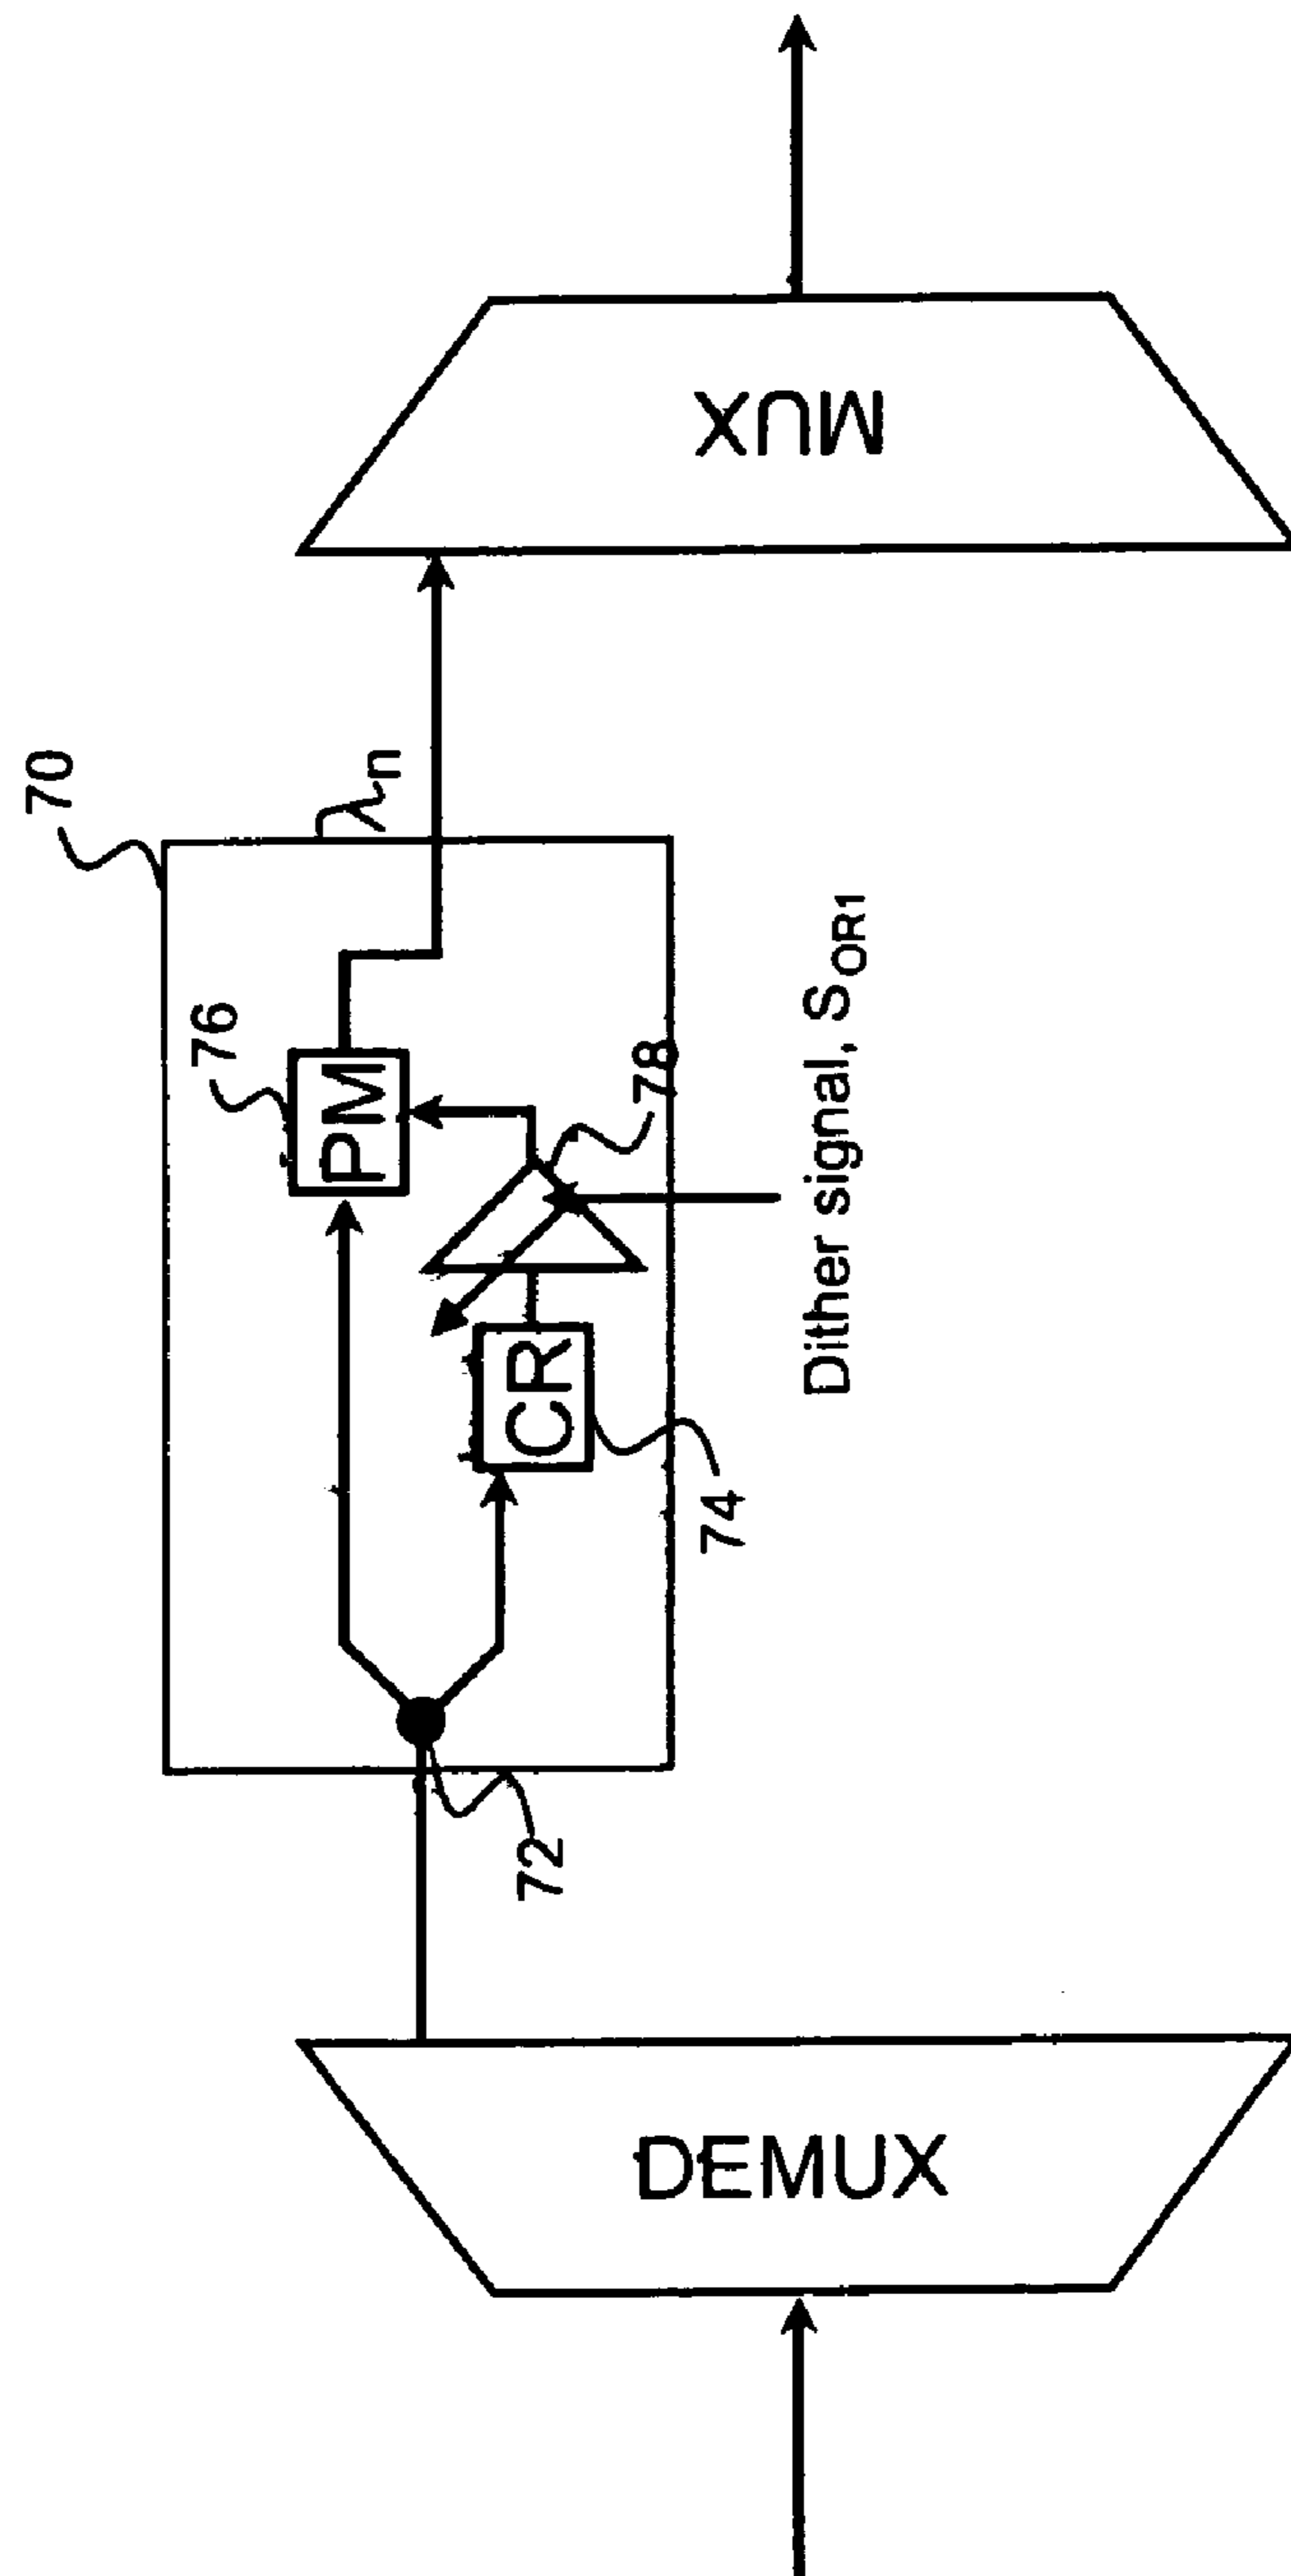 70
λn
76
PM
78
CR
74
72
Dither signal, SOR1
MUX
DEMUX